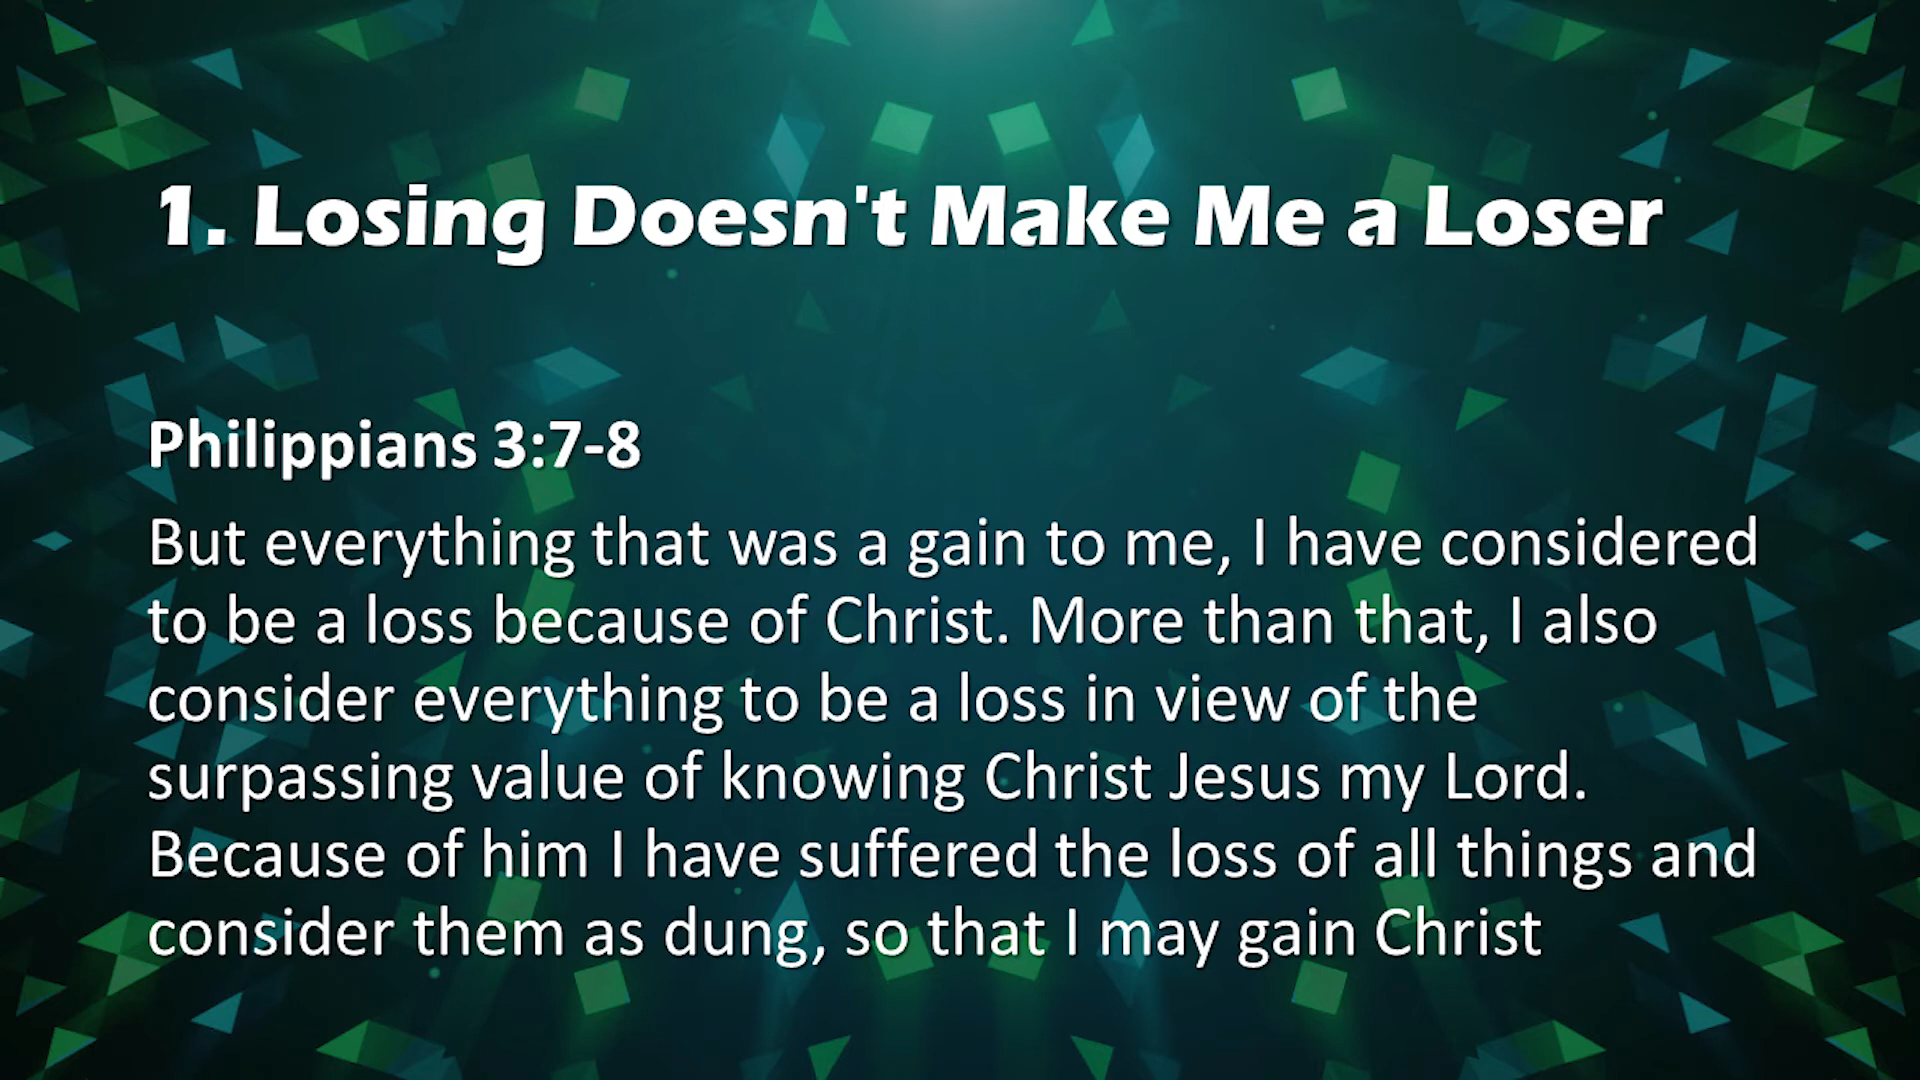 1. Losing Doesn't Make Me a Loser
Philippians 3:7-8
But everything that was a gain to me, I have considered
to be a loss because of Christ. More than that, I also
consider everything to be a loss in view of the
surpassing value of knowing Christ Jesus my Lord.
Because of him I have suffered the loss of all things and
consider them as dung, so that I may gain Christ